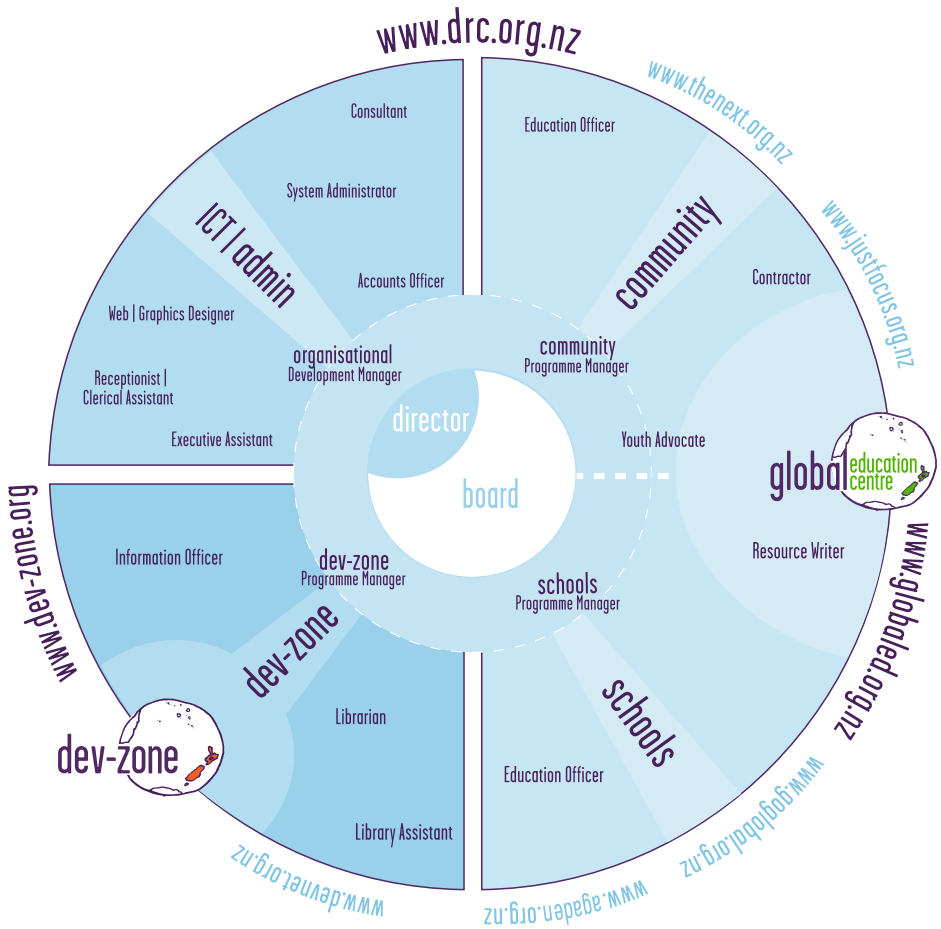 www.drc.org.nz
www.thenext.org.nz
www.justfocus.org.nz
Consultant
Education Officer
System Administrator
ICT | admin
community
Accounts Officer
Contractor
Web | Graphics Designer
organisational
Development Manager
community
Programme Manager
Receptionist |
Clerical Assistant
director
Executive Assistant
Youth Advocate
global education
centre
board
www.dev-zone.org
Information Officer
Resource Writer
dev-zone
Programme Manager
schools
Programme Manager
www.globaled.org.nz
dev-zone
schools
Librarian
dev-zone
Education Officer
Library Assistant
www.goglobal.org.nz
www.devnet.org.nz
www.agaden.org.nz